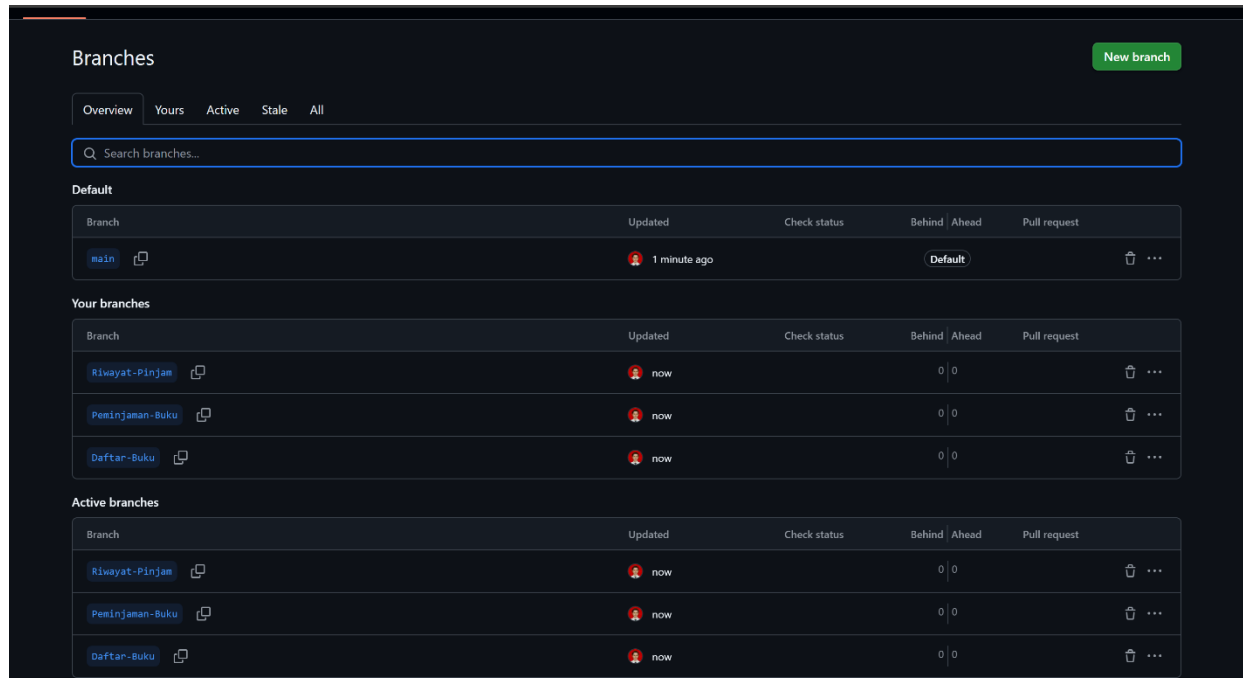 Branches
New branch
Overview Yours Active Stale All
Search branches...
Default
Branch Updated Check status Behind Ahead Pull request
main 1 minute ago Default
Your branches
Branch Updated Check status Behind Ahead Pull request
Riwayat-Pinjam now 0 0
Peminjaman-Buku now 0 0
Daftar-Buku now 0 0
Active branches
Branch Updated Check status Behind Ahead Pull request
Riwayat-Pinjam now 0 0
Peminjaman-Buku now 0 0
Daftar-Buku now 0 0